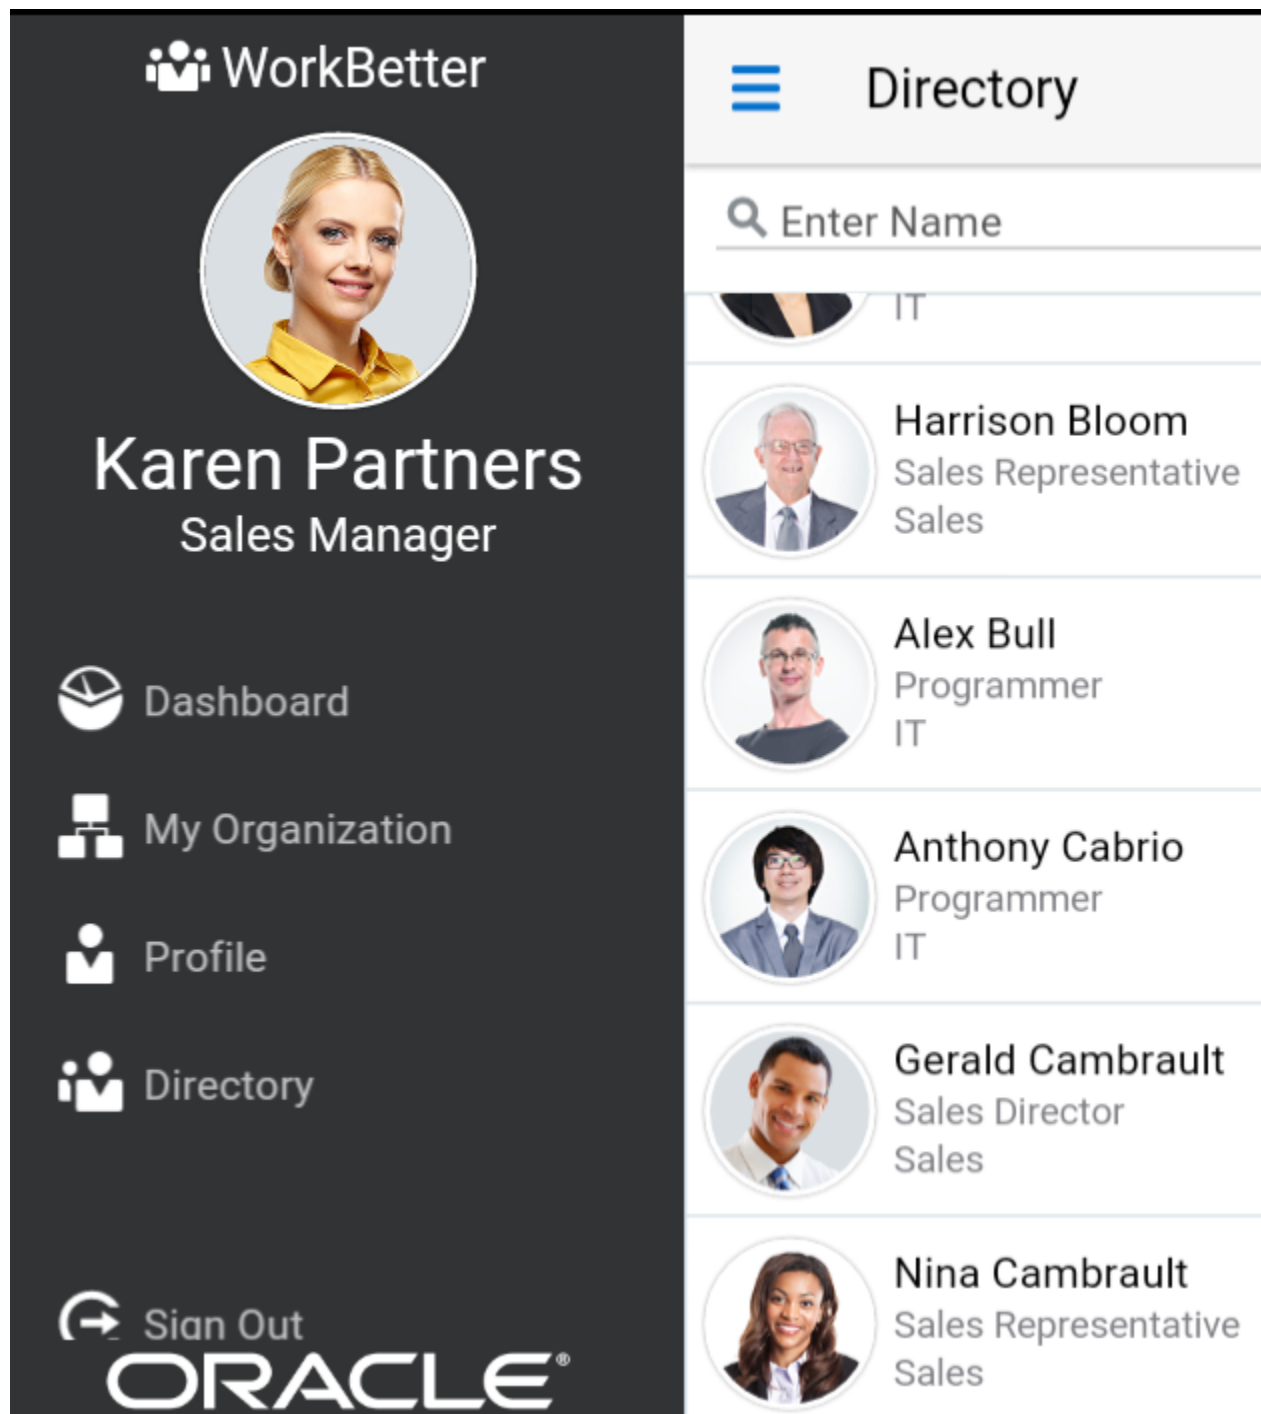 WorkBetter
Karen Partners
Sales Manager
Dashboard
My Organization
Profile
Directory
Sign Out
ORACLE®
Directory
Enter Name
IT
Harrison Bloom
Sales Representative
Sales
Alex Bull
Programmer
IT
Anthony Cabrio
Programmer
IT
Gerald Cambrault
Sales Director
Sales
Nina Cambrault
Sales Representative
Sales